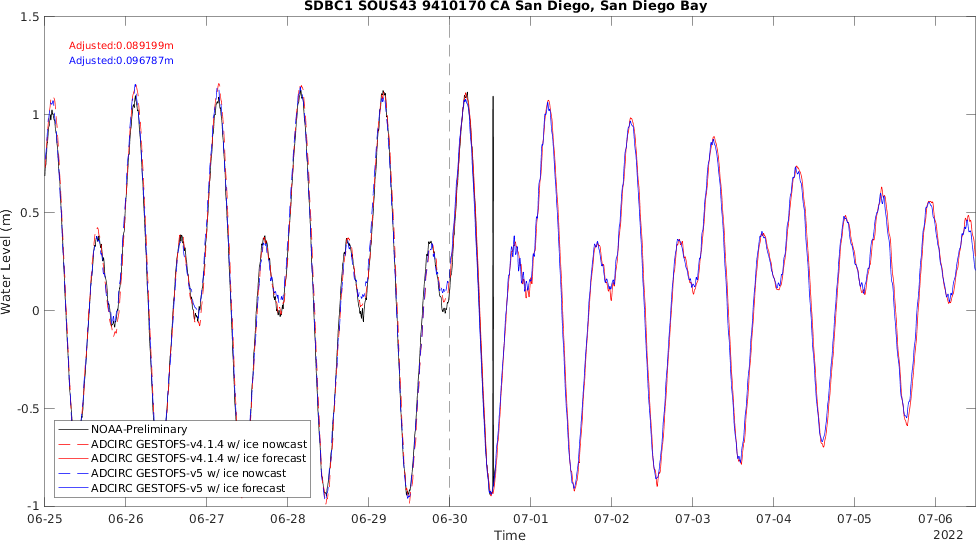 SDBC1 SOUS43 9410170 CA San Diego, San Diego Bay
1.5
Adjusted:0.089199m
Adjusted:0.096787m
1
0.5
0
-0.5
-1
Water Level (m)
NOAA-Preliminary
ADCIRC GESTOFS-v4.1.4 w/ ice nowcast
ADCIRC GESTOFS-v4.1.4 w/ ice forecast
ADCIRC GESTOFS-v5 w/ ice nowcast
ADCIRC GESTOFS-v5 w/ ice forecast
06-25 06-26 06-27 06-28 06-29 06-30 07-01 07-02 07-03 07-04 07-05 07-06
Time
2022